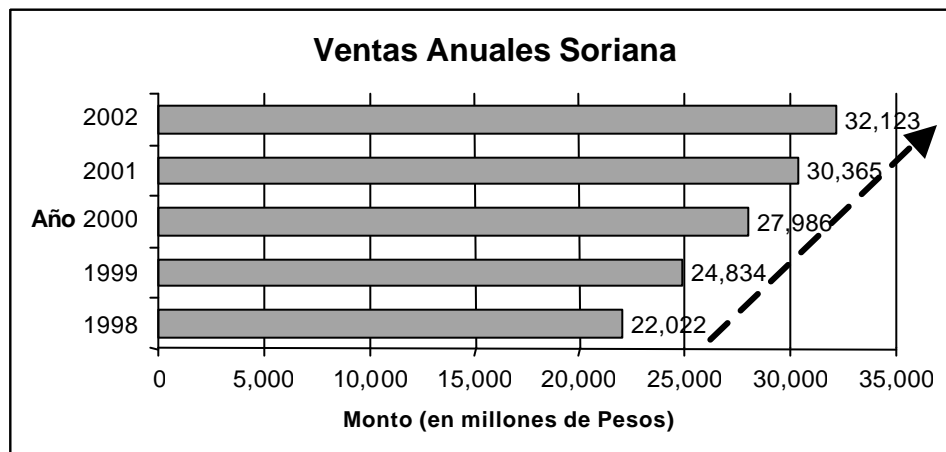 Ventas Anuales Soriana
2002 32,123
2001 30,365
Año 2000 27,986
1999 24,834
1998 22,022
0 5,000 10,000 15,000 20,000 25,000 30,000 35,000
Monto (en millones de Pesos)